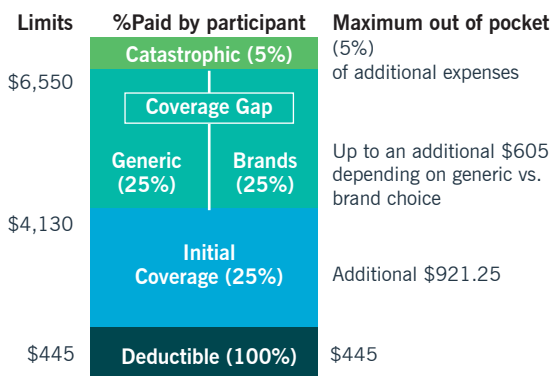 Limits %Paid by participant Maximum out of pocket
Catastrophic (5%)
(5%)
of additional expenses
$6,550
Coverage Gap
Generic
(25%)
Brands
(25%)
Up to an additional $605
depending on generic vs.
brand choice
$4,130
Initial
Coverage (25%)
Additional $921.25
$445
Deductible (100%)
$445